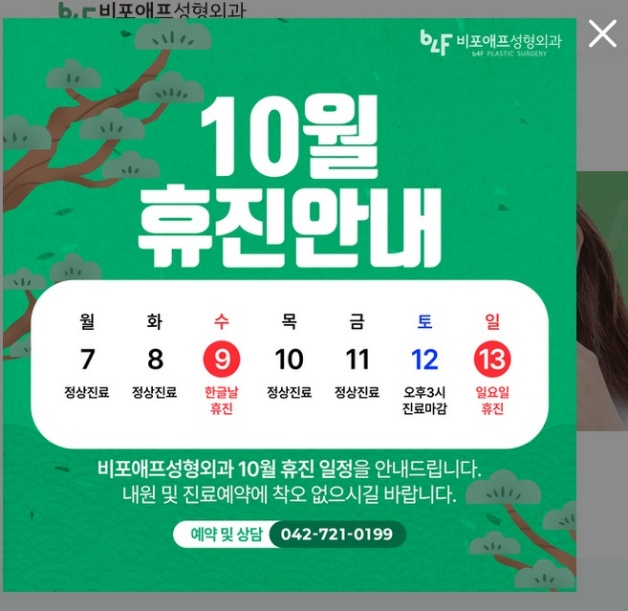 b4F 비포애프성형외과
b4F 비포애프성형외과
b4F PLASTIC SURGERY
10월
휴진안내
월 화 수 목 금 토 일
7 8 9 10 11 12 13
정상진료 정상진료 한글날 정상진료 정상진료 오후3시 일요일
휴진 진료마감 휴진
비포애프성형외과 10월 휴진 일정을 안내드립니다.
내원 및 진료예약에 착오 없으시길 바랍니다.
예약 및 상담 042-721-0199